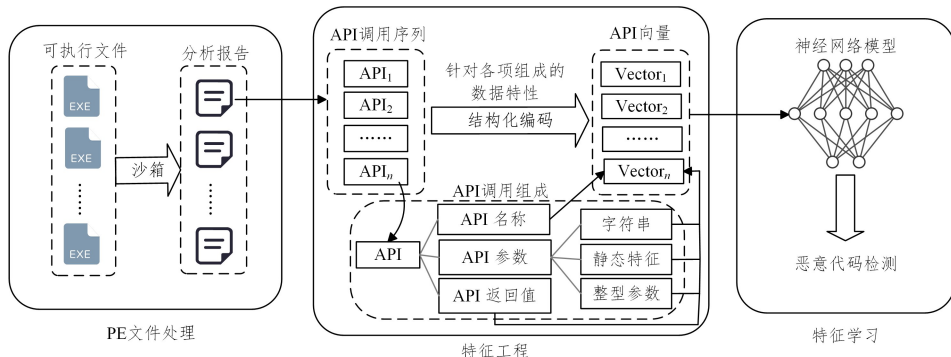 可执行文件
EXE
EXE
......
EXE
沙箱
分析报告
......
PE文件处理
API调用序列
API1
API2
......
APIn
针对各项组成的
数据特性
结构化编码
API向量
Vector1
Vector2
......
Vectorn
API调用组成
API
API 名称
API 参数
API 返回值
字符串
静态特征
整型参数
特征工程
神经网络模型
恶意代码检测
特征学习